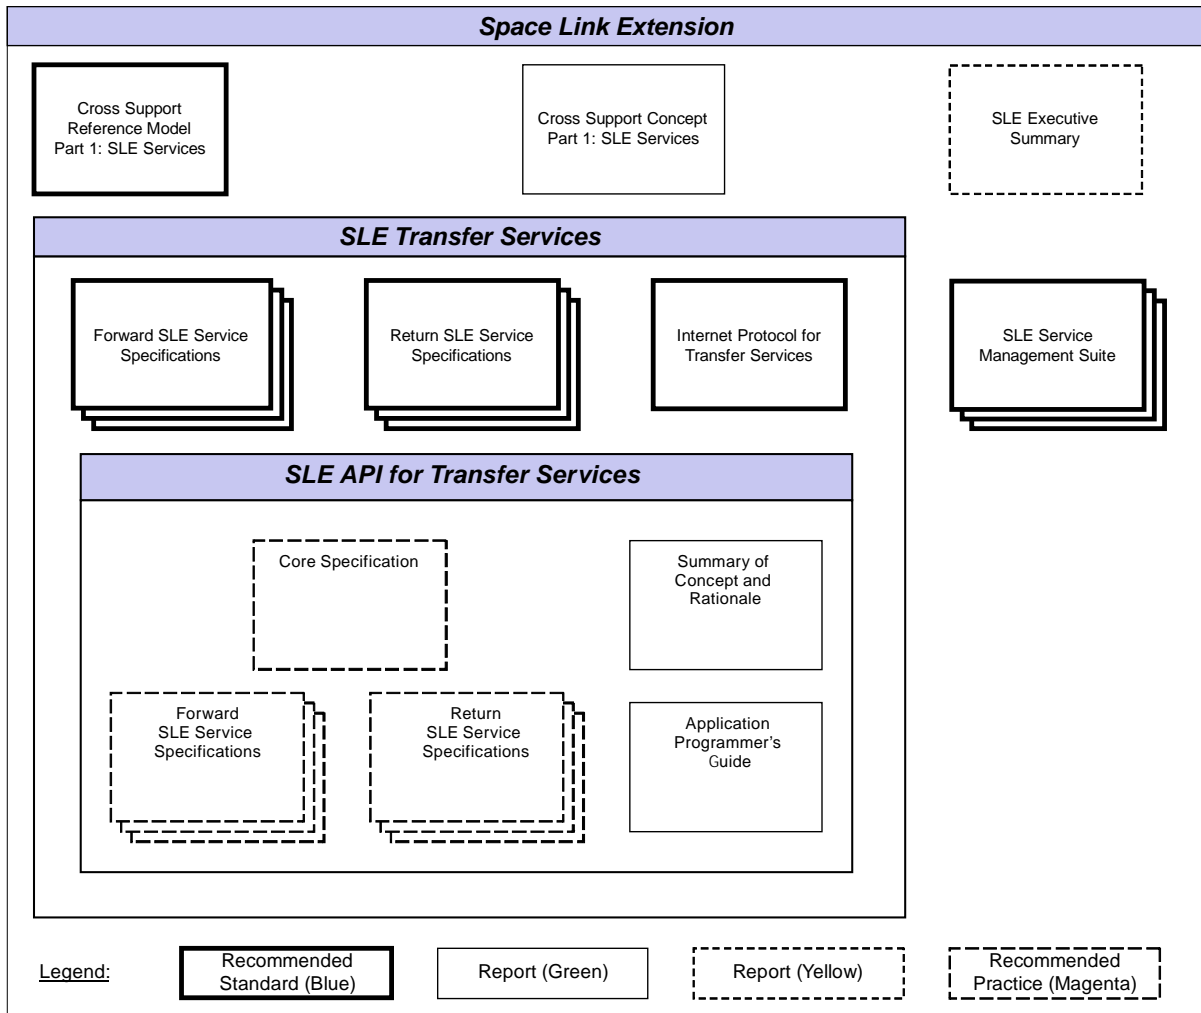 Space Link Extension
Cross Support
Reference Model
Part 1: SLE Services
Cross Support Concept
Part 1: SLE Services
SLE Executive
Summary
SLE Transfer Services
Forward SLE Service
Specifications
Return SLE Service
Specifications
Internet Protocol for
Transfer Services
SLE Service
Management Suite
SLE API for Transfer Services
Core Specification
Summary of
Concept and
Rationale
Forward
SLE Service
Specifications
Return
SLE Service
Specifications
Application
Programmer's
Guide
Legend:
Recommended
Standard (Blue)
Report (Green)
Report (Yellow)
Recommended
Practice (Magenta)